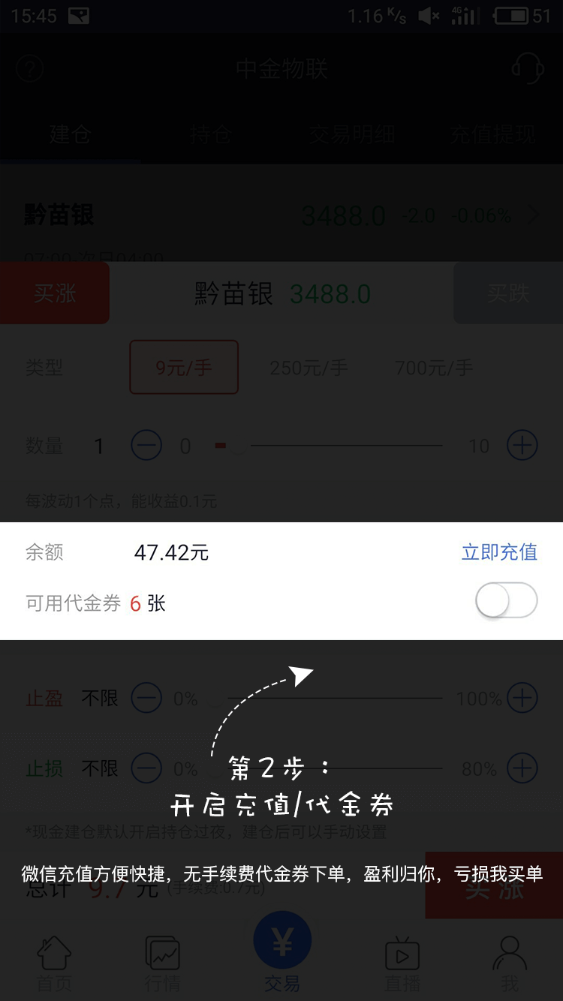 15:45 1.16 K/s 4G 51
中金物联
建仓 持仓 交易明细 充值提现
黔苗银 3488.0 -2.0 -0.06%
买涨 黔苗银 3488.0 买跌
类型 9元/手 250元/手 700元/手
数量 1 0 10
每波动1个点，能收益0.1元
余额 47.42元 立即充值
可用代金券 6 张
止盈 不限 0% 100%
第2步：
止损 不限 0% 80%
开启充值/代金券
*现金建仓默认开启持仓过夜，建仓后可以手动设置
微信充值方便快捷，无手续费代金券下单，盈利归你，亏损我买单
总计 9.7 元 (手续费0.7元) 买涨
¥
首页 行情 交易 直播 我